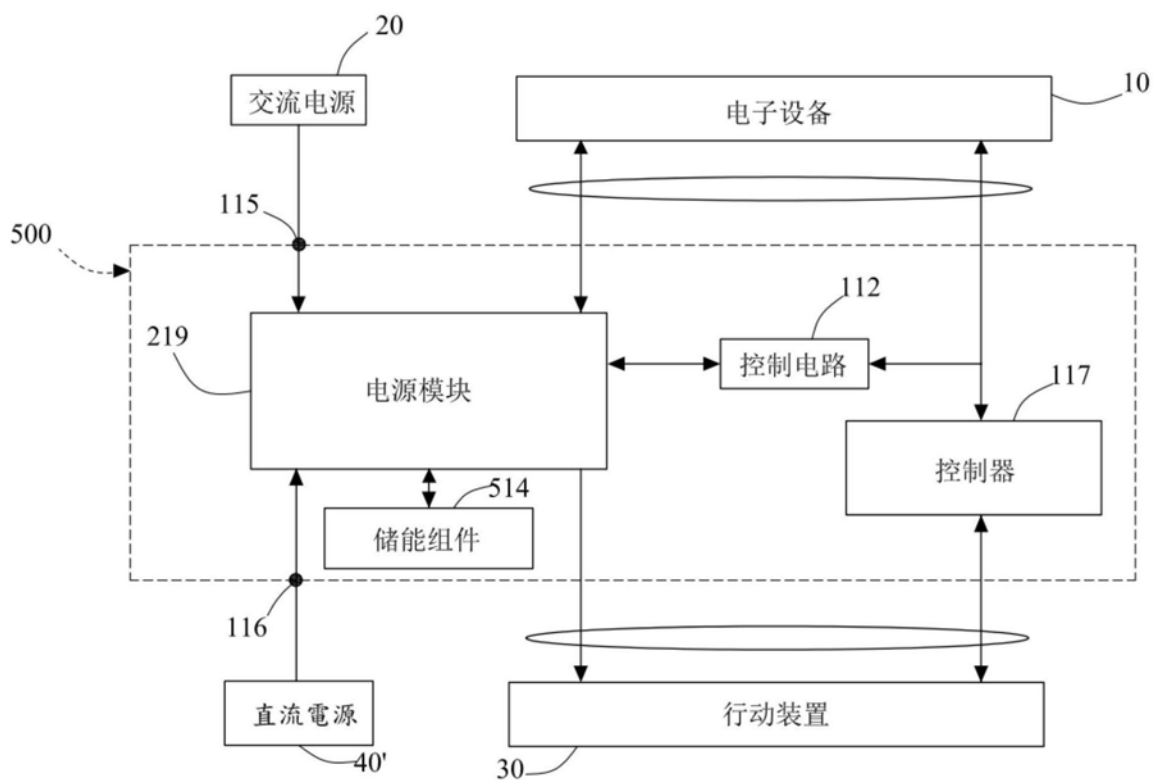 20
交流电源
电子设备
10
115
500
112
219
电源模块
控制电路
117
控制器
514
储能组件
116
直流電源
行动装置
40'
30